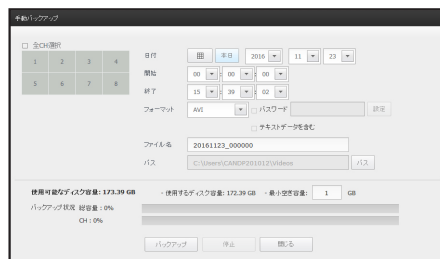 手動バックアップ
全CH選択
1 2 3 4
5 6 7 8
日付 本日 2016 11 23
開始 00 : 00 : 00
終了 15 : 39 : 02
フォーマット AVI パスワード 設定
テキストデータを含む
ファイル名 20161123_000000
パス C:\Users\CANDP201012\Videos パス
使用可能なディスク容量: 173.39 GB ・使用するディスク容量: 172.39 GB ・最小空き容量: 1 GB
バックアップ状況 総容量 : 0%
CH : 0%
バックアップ 停止 閉じる